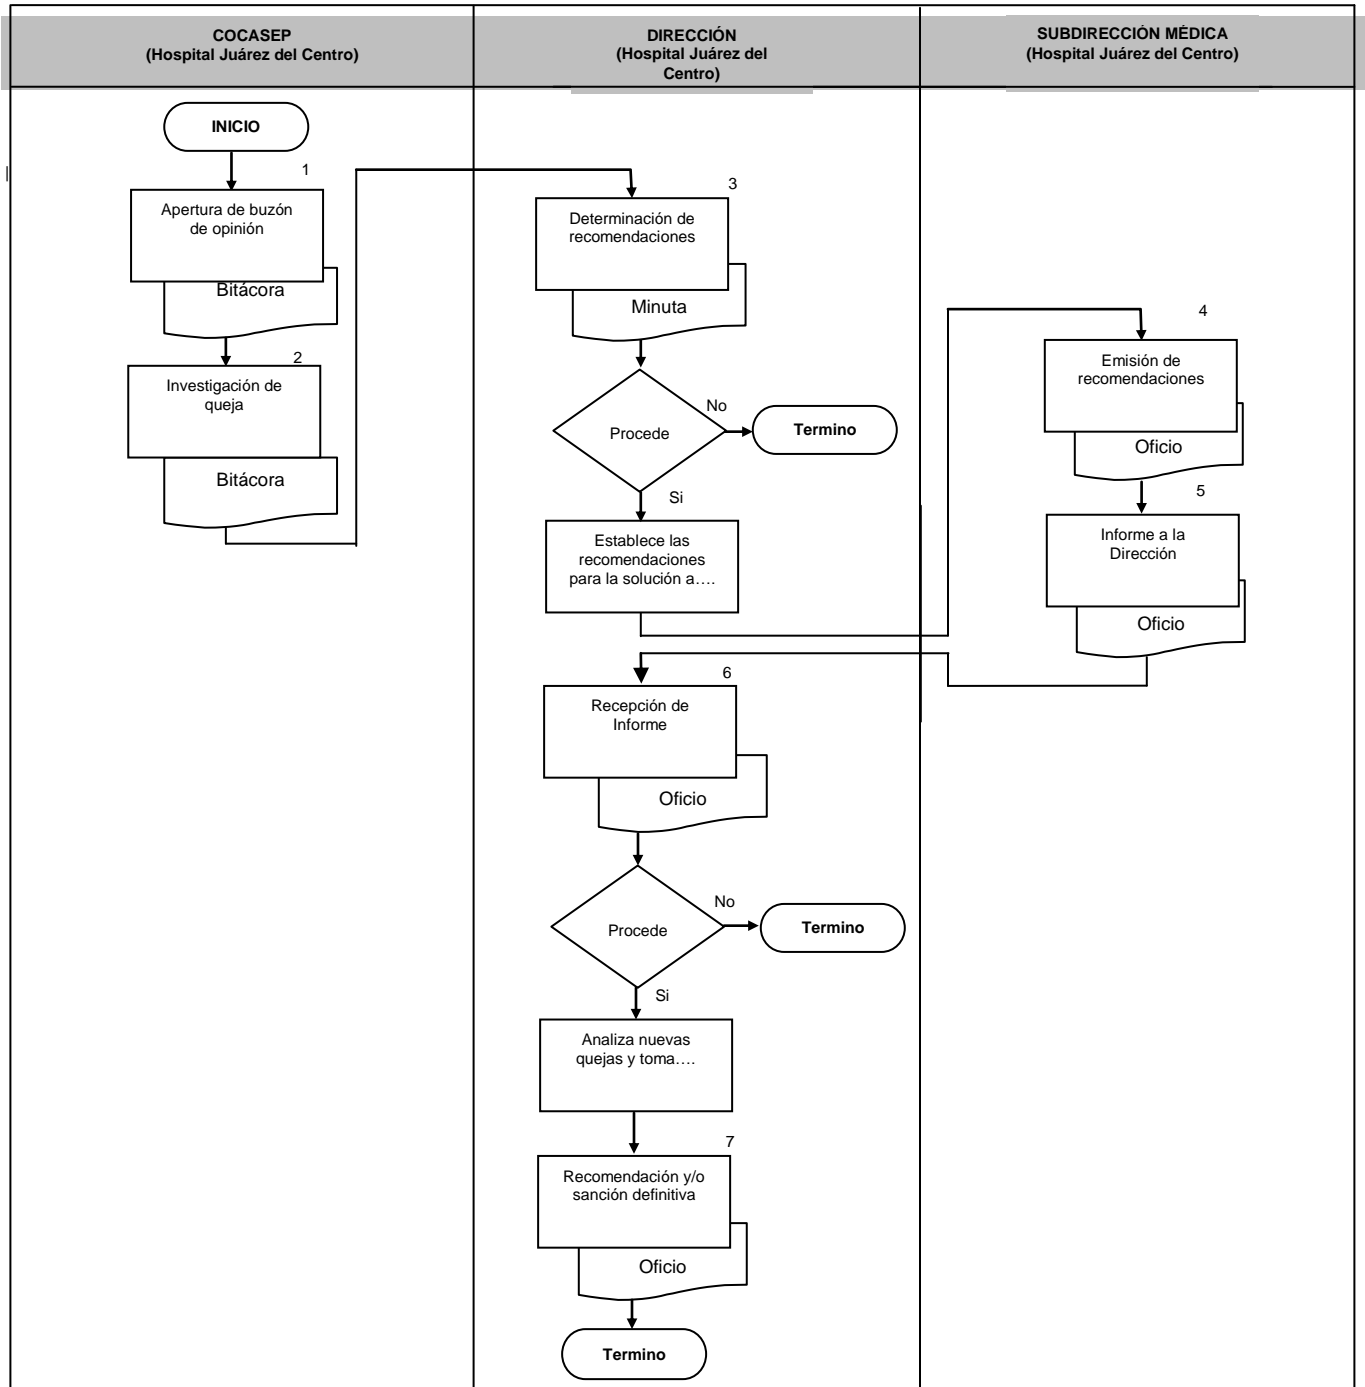 COCASEP
(Hospital Juárez del Centro)
DIRECCIÓN
(Hospital Juárez del
Centro)
SUBDIRECCIÓN MÉDICA
(Hospital Juárez del Centro)
INICIO
1
Apertura de buzón
de opinión
Bitácora
2
Investigación de
queja
Bitácora
3
Determinación de
recomendaciones
Minuta
Procede
No
Termino
Si
Establece las
recomendaciones
para la solución a….
4
Emisión de
recomendaciones
Oficio
5
Informe a la
Dirección
Oficio
6
Recepción de
Informe
Oficio
Procede
No
Termino
Si
Analiza nuevas
quejas y toma….
7
Recomendación y/o
sanción definitiva
Oficio
Termino